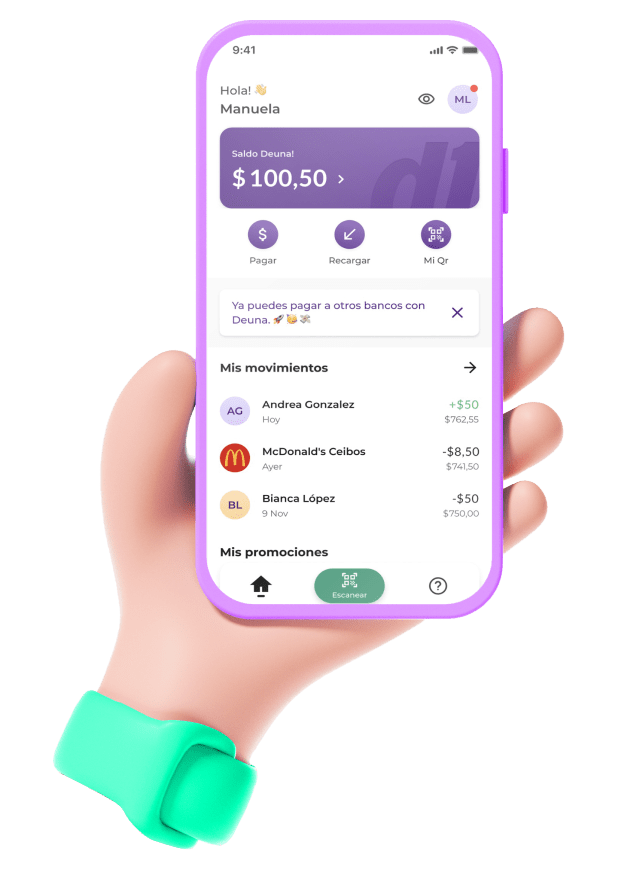 9:41
Hola! 👋
Manuela
ML
Saldo Deuna!
$ 100,50 >
d1
$
Pagar
Recargar
Mi Qr
Ya puedes pagar a otros bancos con
Deuna. 🚀🥳💸
Mis movimientos
AG
Andrea Gonzalez
+$50
Hoy
$762,55
McDonald's Ceibos
-$8,50
Ayer
$741,50
BL
Bianca López
-$50
9 Nov
$750,00
Mis promociones
Escanear
?